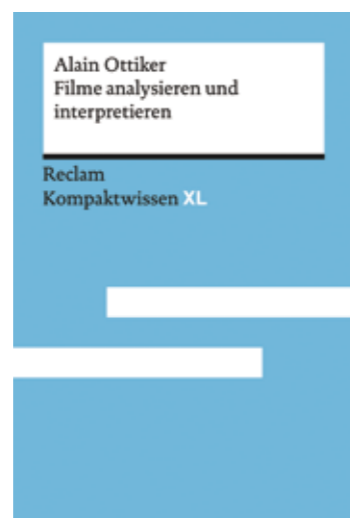 Alain Ottiker
Filme analysieren und
interpretieren
Reclam
Kompaktwissen XL